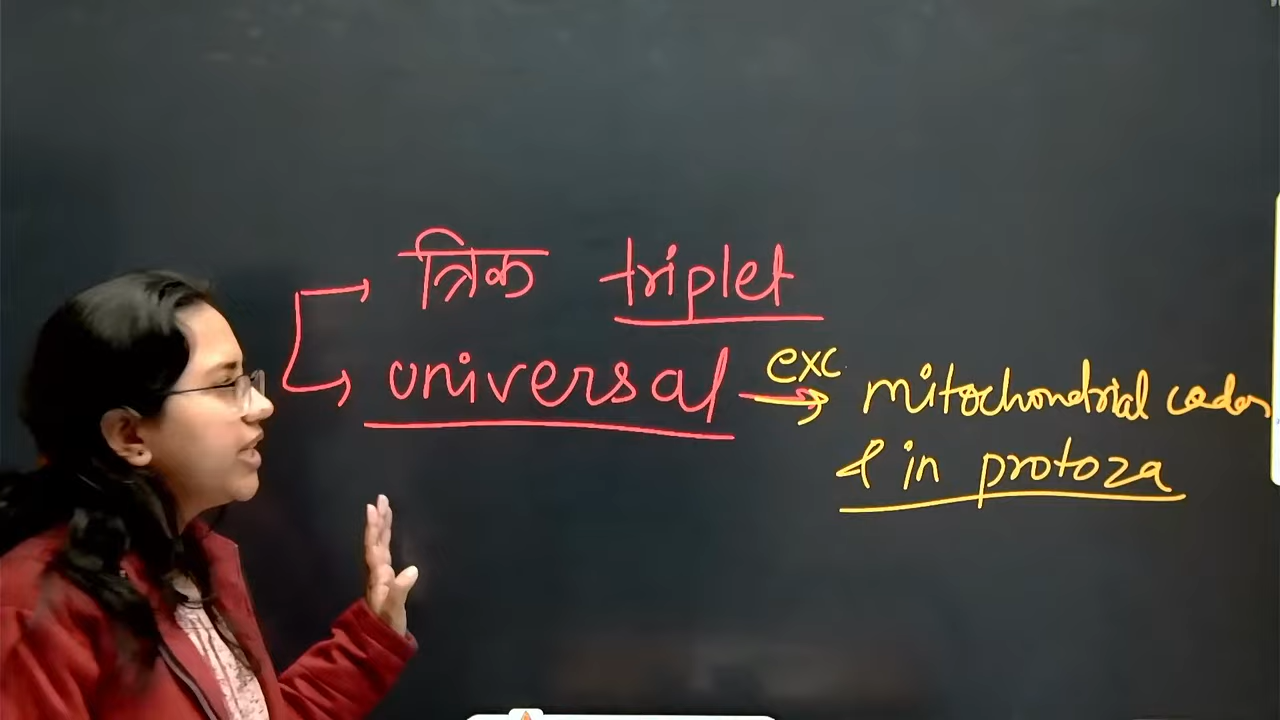 त्रिक triplet
universal → exc. mitochondrial codon
& in protoza